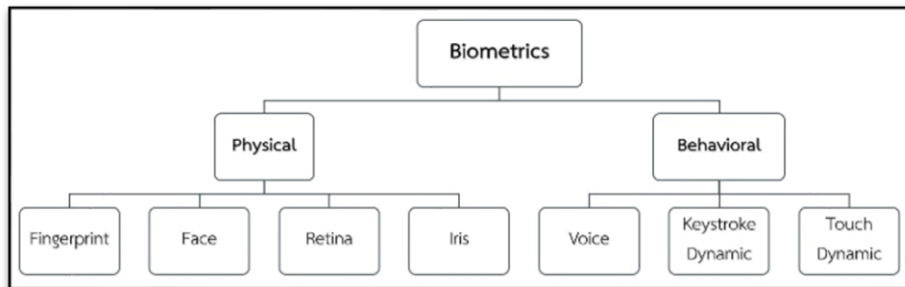 Biometrics
Physical
Behavioral
Fingerprint
Face
Retina
Iris
Voice
Keystroke
Dynamic
Touch
Dynamic